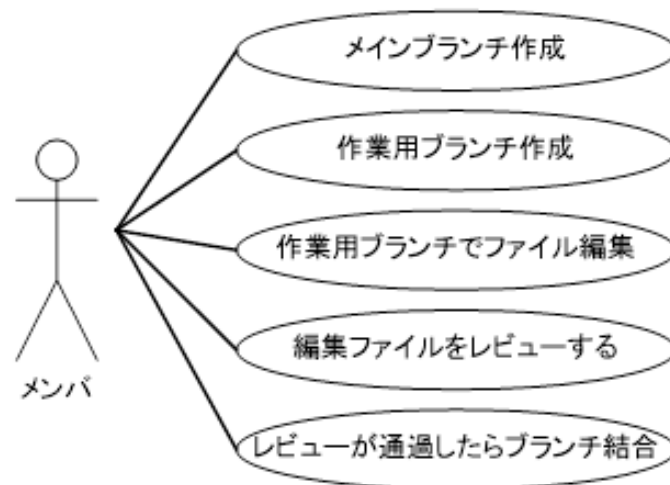 メインブランチ作成
作業用ブランチ作成
作業用ブランチでファイル編集
編集ファイルをレビューする
メンバ
レビューが通過したらブランチ結合